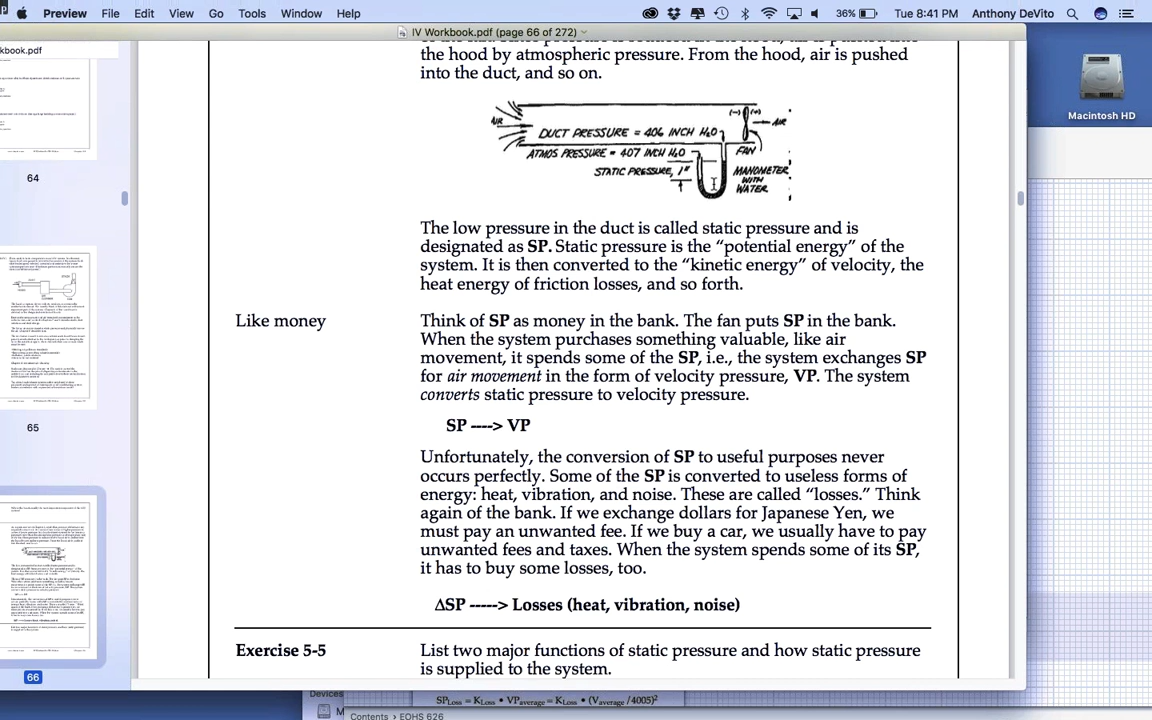 Preview File Edit View Go Tools Window Help 36% Tue 8:41 PM Anthony DeVito
kbook.pdf
IV Workbook.pdf (page 66 of 272)
Macintosh HD
64
65
66
the hood by atmospheric pressure. From the hood, air is pushed
into the duct, and so on.
AIR
DUCT PRESSURE = 406 INCH H₂O
(-) (+)
AIR
ATMOS PRESSURE = 407 INCH H₂O
FAN
STATIC PRESSURE, 1"
MANOMETER
WITH
WATER
The low pressure in the duct is called static pressure and is
designated as SP. Static pressure is the “potential energy” of the
system. It is then converted to the “kinetic energy” of velocity, the
heat energy of friction losses, and so forth.
Like money
Think of SP as money in the bank. The fan puts SP in the bank.
When the system purchases something valuable, like air
movement, it spends some of the SP, i.e., the system exchanges SP
for air movement in the form of velocity pressure, VP. The system
converts static pressure to velocity pressure.
SP ----> VP
Unfortunately, the conversion of SP to useful purposes never
occurs perfectly. Some of the SP is converted to useless forms of
energy: heat, vibration, and noise. These are called “losses.” Think
again of the bank. If we exchange dollars for Japanese Yen, we
must pay an unwanted fee. If we buy a car, we usually have to pay
unwanted fees and taxes. When the system spends some of its SP,
it has to buy some losses, too.
ΔSP -----> Losses (heat, vibration, noise)
Exercise 5-5
List two major functions of static pressure and how static pressure
is supplied to the system.
Devices
SPLoss = KLoss • VPaverage = KLoss • (Vaverage /4005)²
Contents > EOHS 626